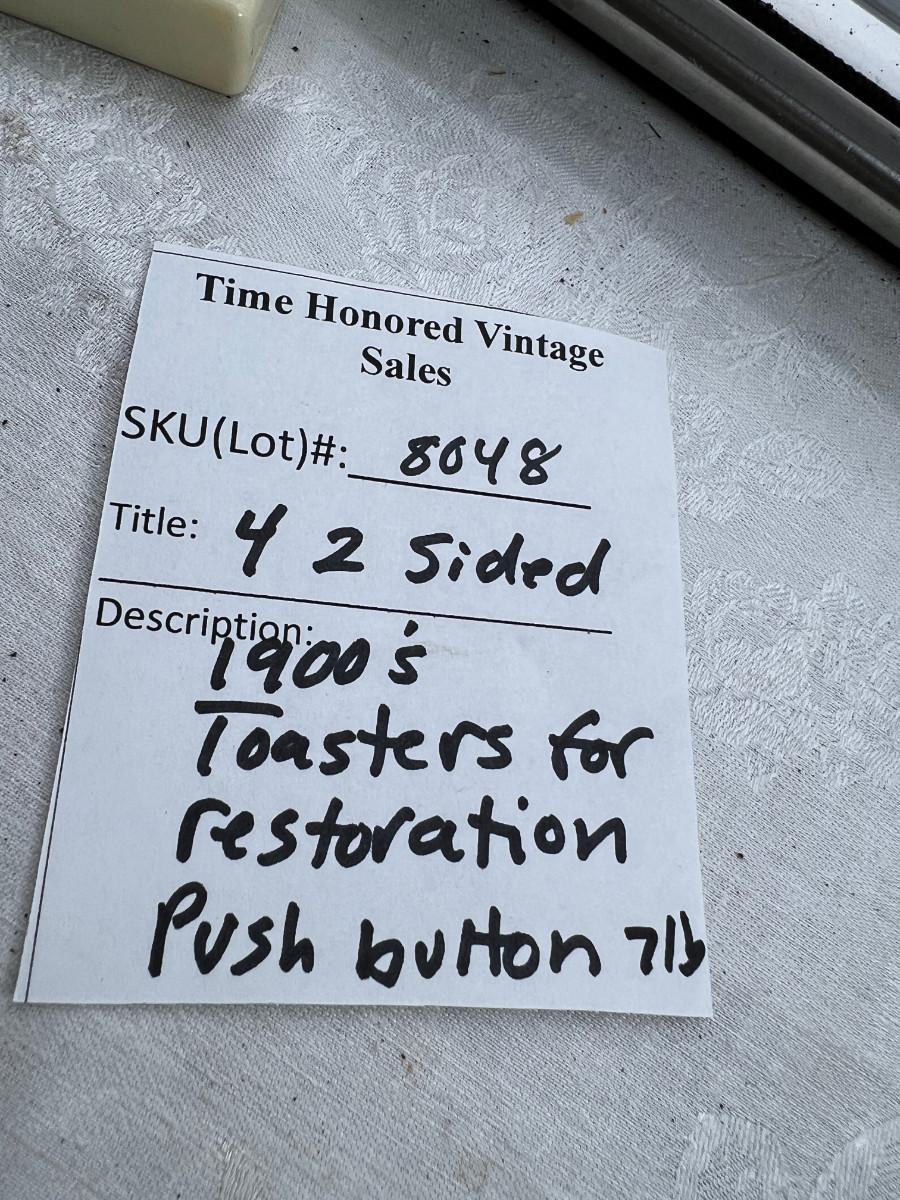 Time Honored Vintage
Sales
SKU(Lot)#: 8048
Title: 4 2 Sided
Description:
1900's
Toasters for
restoration
Push button 7lb